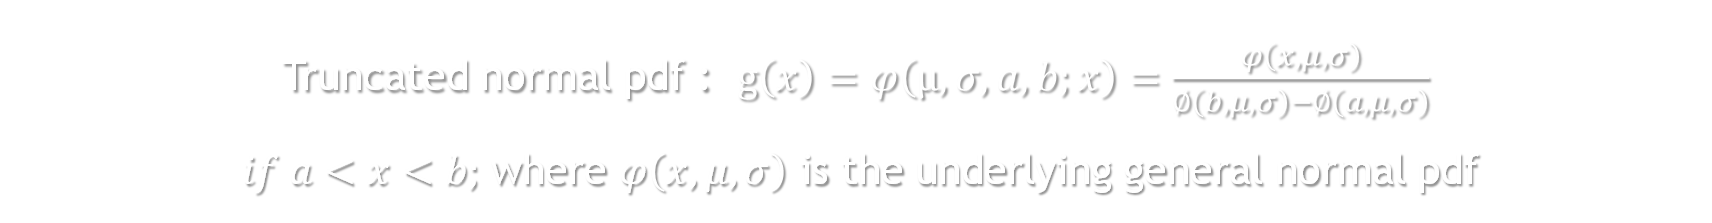 Truncated normal pdf : g(x) = φ(μ, σ, a, b; x) = φ(x,μ,σ) / ∅(b,μ,σ)−∅(a,μ,σ)
if a < x < b; where φ(x, μ, σ) is the underlying general normal pdf